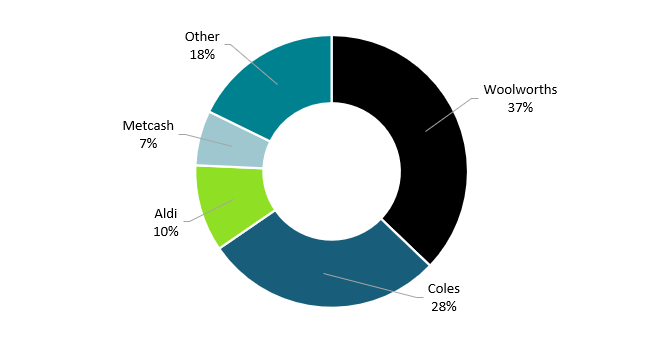 Other
18%
Woolworths
37%
Metcash
7%
Aldi
10%
Coles
28%